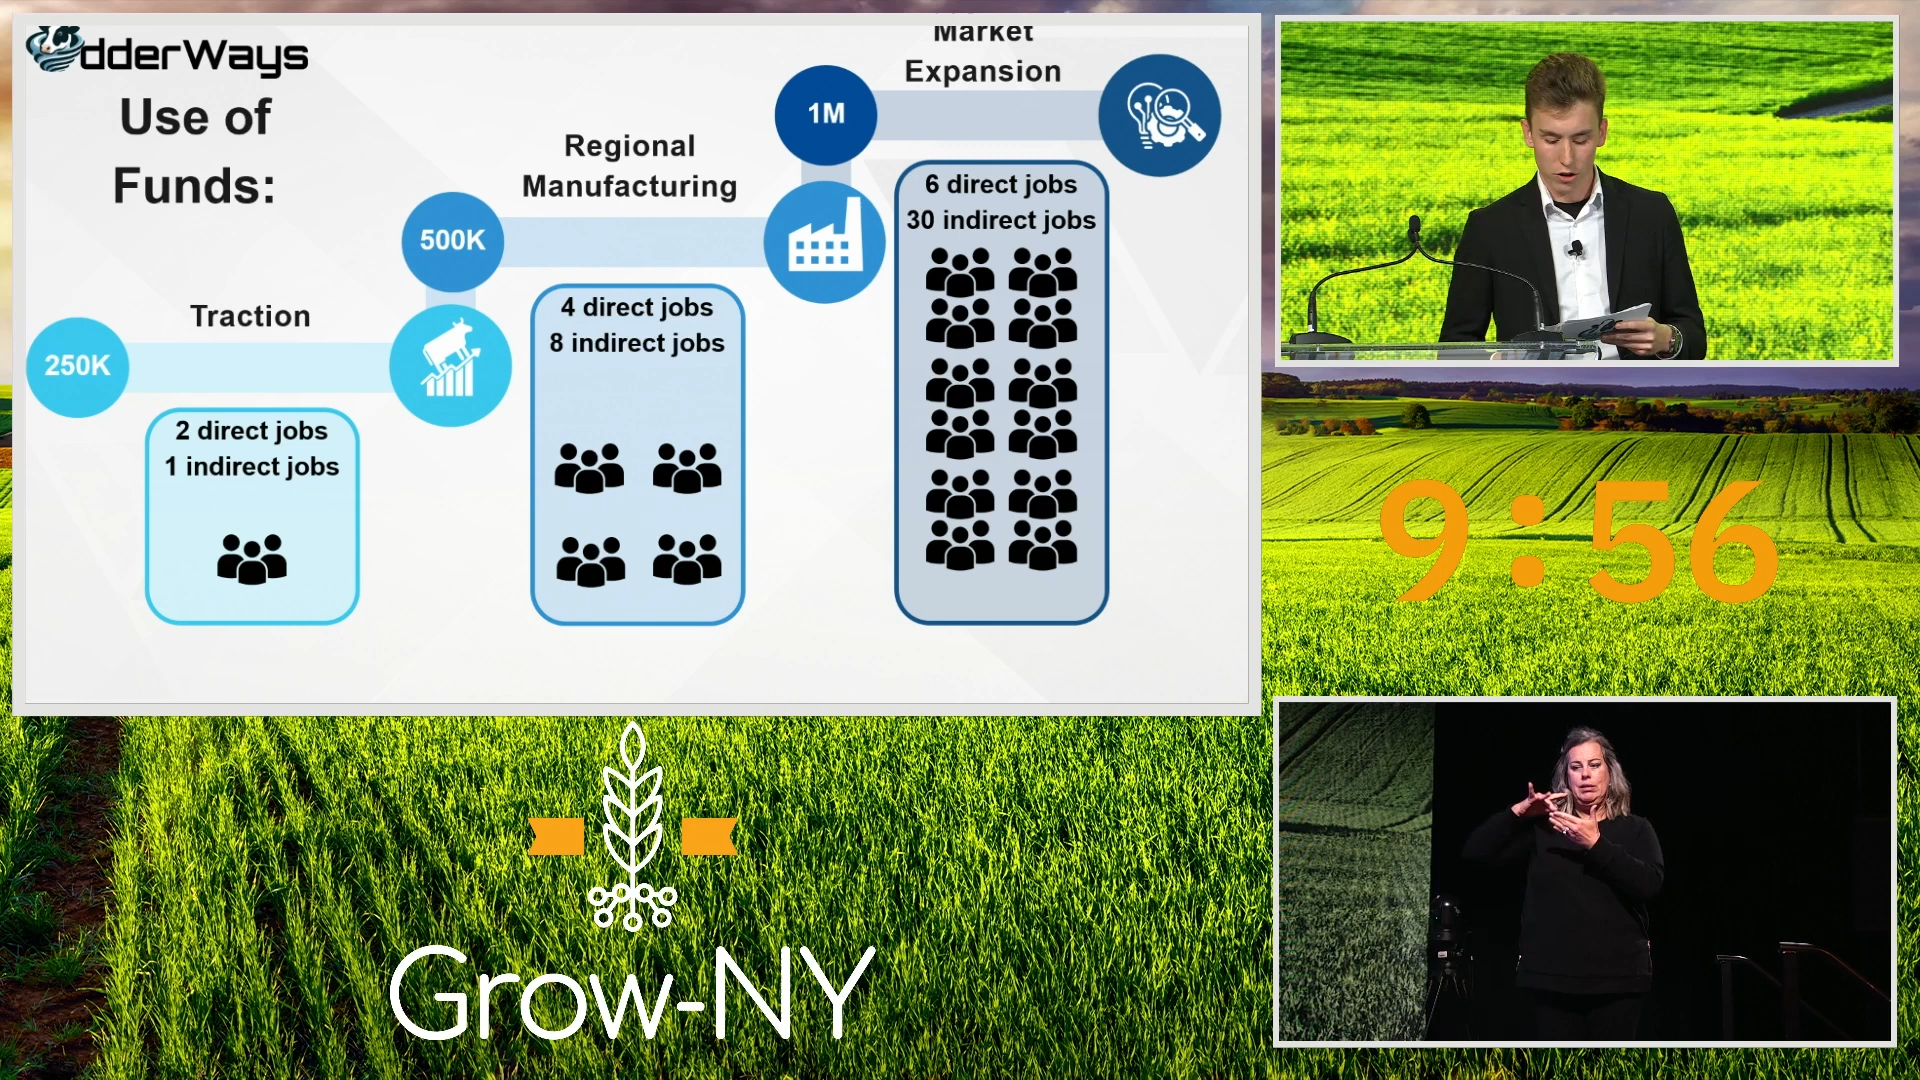 dderWays
Use of
Funds:
250K
Traction
2 direct jobs
1 indirect jobs
500K
Regional
Manufacturing
4 direct jobs
8 indirect jobs
1M
Market
Expansion
6 direct jobs
30 indirect jobs
9:56
Grow-NY